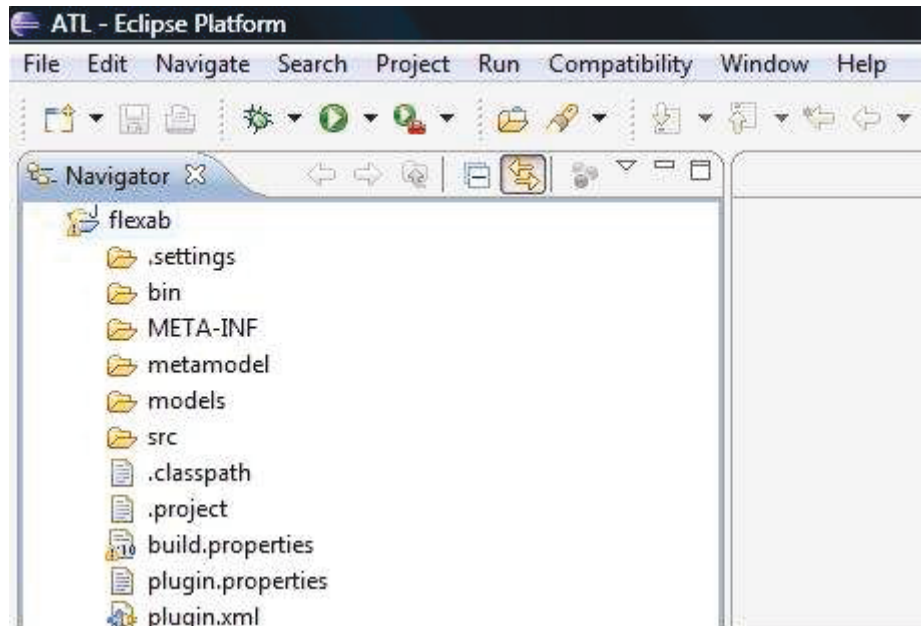 ATL - Eclipse Platform
File Edit Navigate Search Project Run Compatibility Window Help
Navigator
flexab
.settings
bin
META-INF
metamodel
models
src
.classpath
.project
build.properties
plugin.properties
plugin.xml